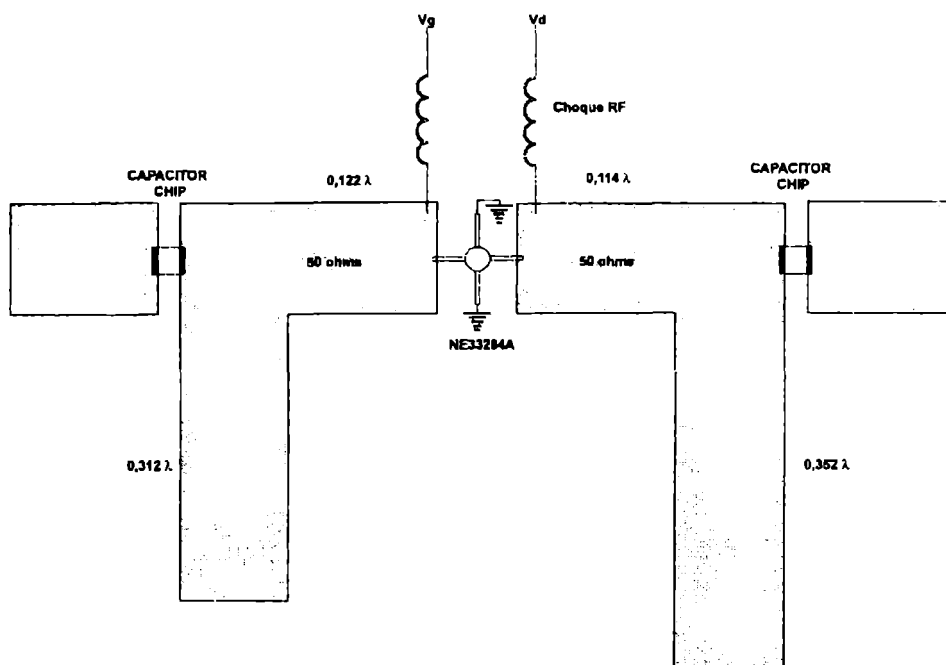 Vg
Vd
Choque RF
CAPACITOR
CHIP
0,122 λ
0,114 λ
CAPACITOR
CHIP
50 ohms
50 ohms
NE33284A
0,312 λ
0,352 λ